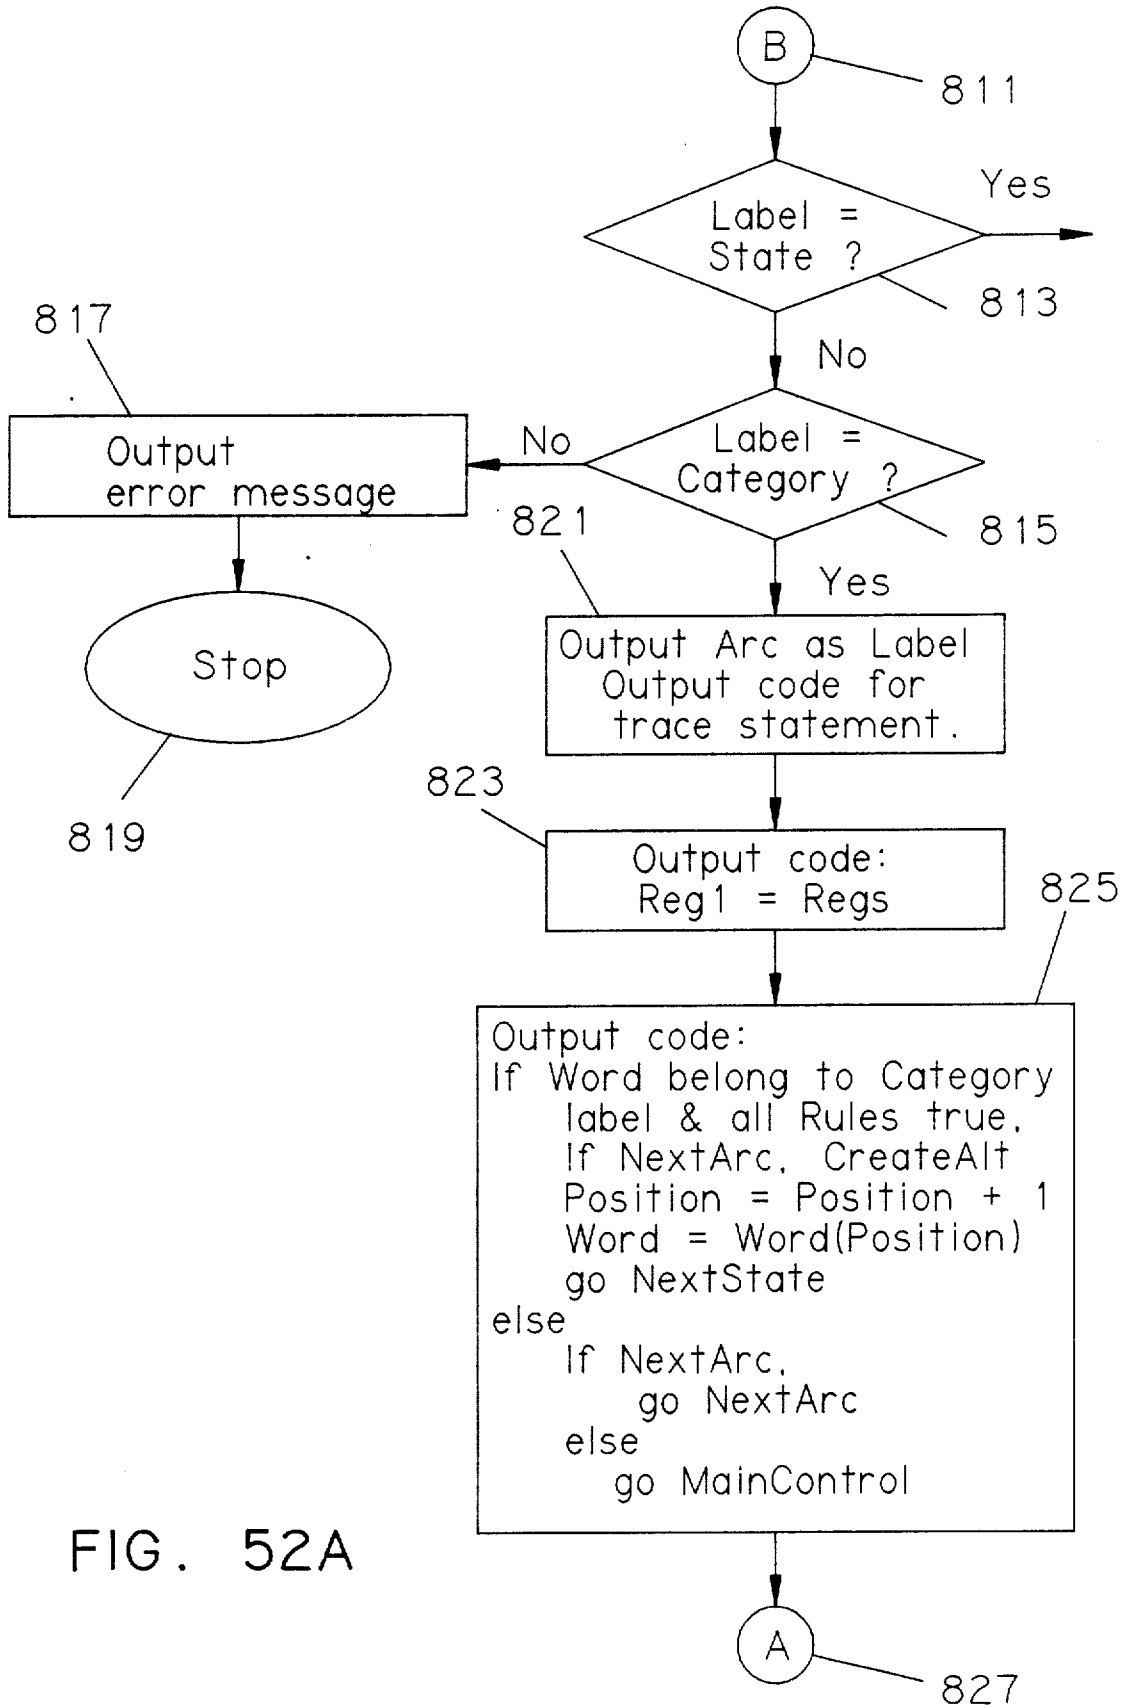 B
811
Yes
Label =
State ?
813
817
No
Label =
Category ?
No
Output
error message
815
821
Yes
Output Arc as Label
Output code for
trace statement.
Stop
823
819
Output code:
Reg1 = Regs
825
Output code:
If Word belong to Category
label & all Rules true,
If NextArc, CreateAlt
Position = Position + 1
Word = Word(Position)
go NextState
else
If NextArc,
go NextArc
else
go MainControl
FIG. 52A
A
827